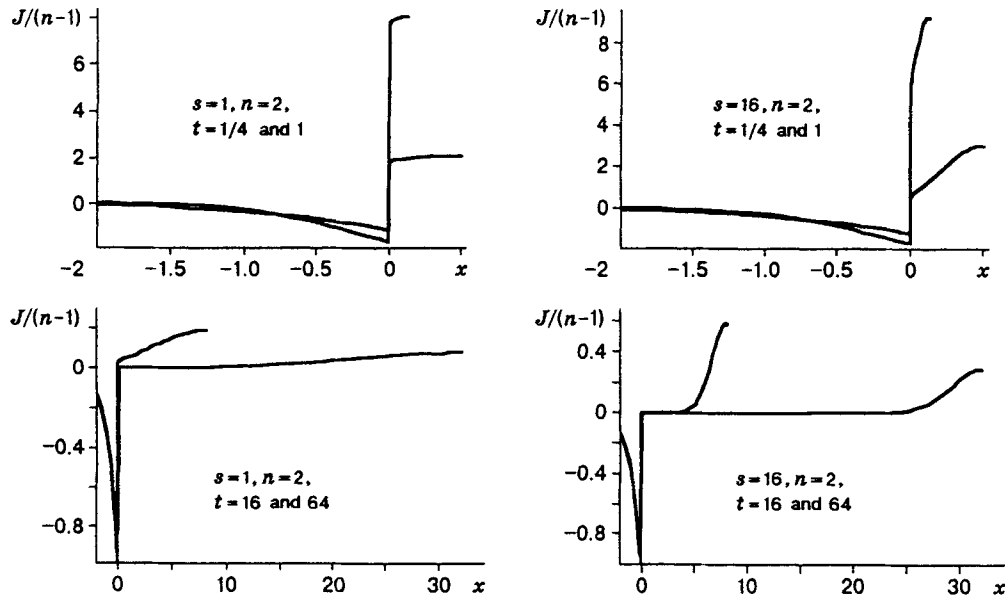 J/(n-1)
8
6
4
2
0
s=1, n=2,
t=1/4 and 1
-2 -1.5 -1.0 -0.5 0 x
J/(n-1)
8
6
4
2
0
s=16, n=2,
t=1/4 and 1
-2 -1.5 -1.0 -0.5 0 x
J/(n-1)
0
-0.4
-0.8
s=1, n=2,
t=16 and 64
0 10 20 30 x
J/(n-1)
0.4
0
-0.4
-0.8
s=16, n=2,
t=16 and 64
0 10 20 30 x